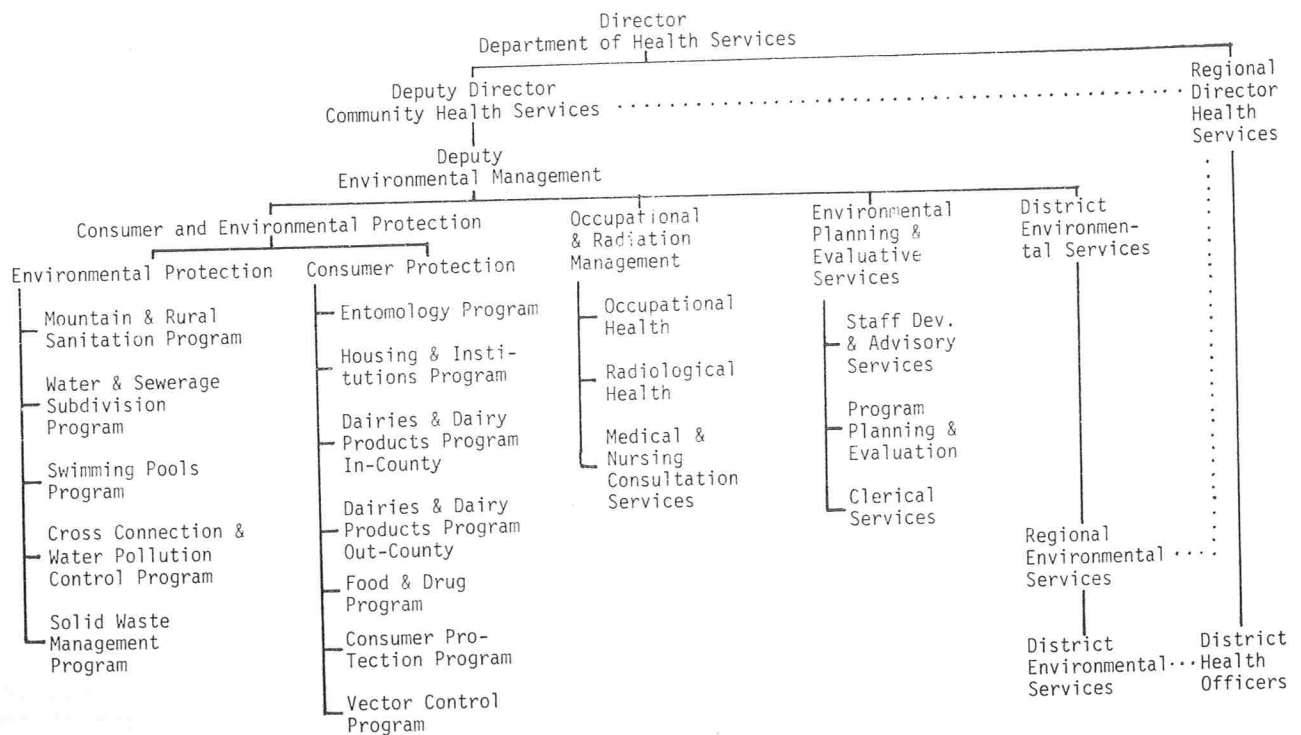 Director
Department of Health Services
Deputy Director
Community Health Services
Regional
Director
Health
Services
Deputy
Environmental Management
Consumer and Environmental Protection
Environmental Protection
Mountain & Rural
Sanitation Program
Water & Sewerage
Subdivision
Program
Swimming Pools
Program
Cross Connection &
Water Pollution
Control Program
Solid Waste
Management
Program
Consumer Protection
Entomology Program
Housing & Insti-
tutions Program
Dairies & Dairy
Products Program
In-County
Dairies & Dairy
Products Program
Out-County
Food & Drug
Program
Consumer Pro-
Tection Program
Vector Control
Program
Occupational
& Radiation
Management
Occupational
Health
Radiological
Health
Medical &
Nursing
Consultation
Services
Environmental
Planning &
Evaluative
Services
Staff Dev.
& Advisory
Services
Program
Planning &
Evaluation
Clerical
Services
District
Environmen-
tal Services
Regional
Environmental
Services
District
Environmental
Services
District
Health
Officers